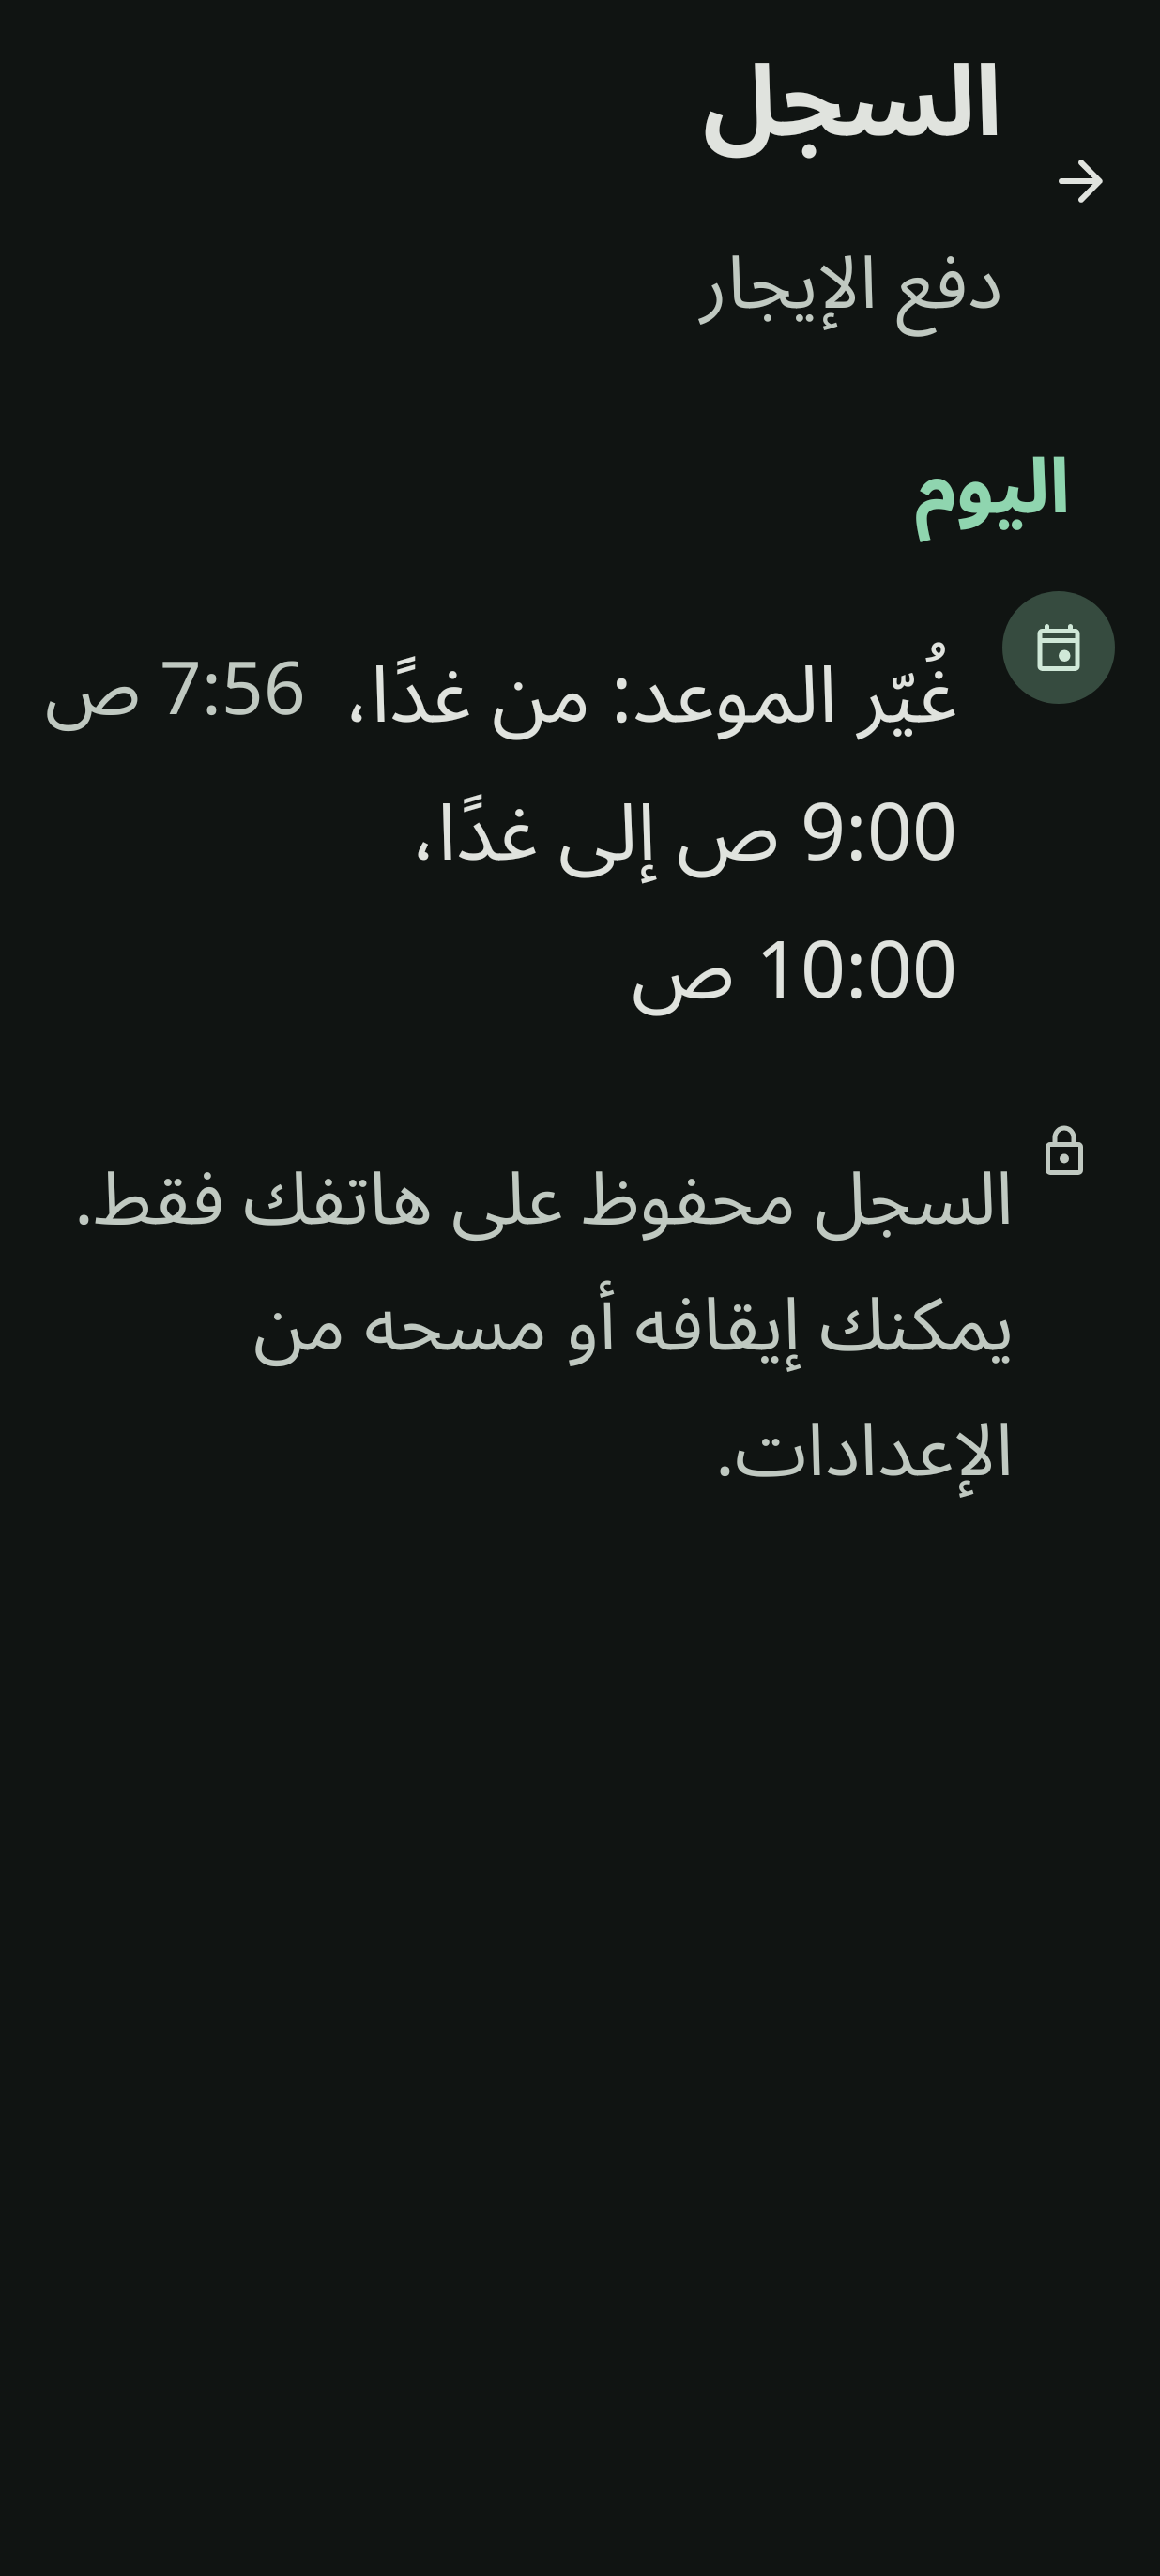 السجل
دفع الإيجار
اليوم
غُيّر الموعد: من غدًا، 7:56 ص
9:00 ص إلى غدًا،
10:00 ص
السجل محفوظ على هاتفك فقط.
يمكنك إيقافه أو مسحه من
الإعدادات.